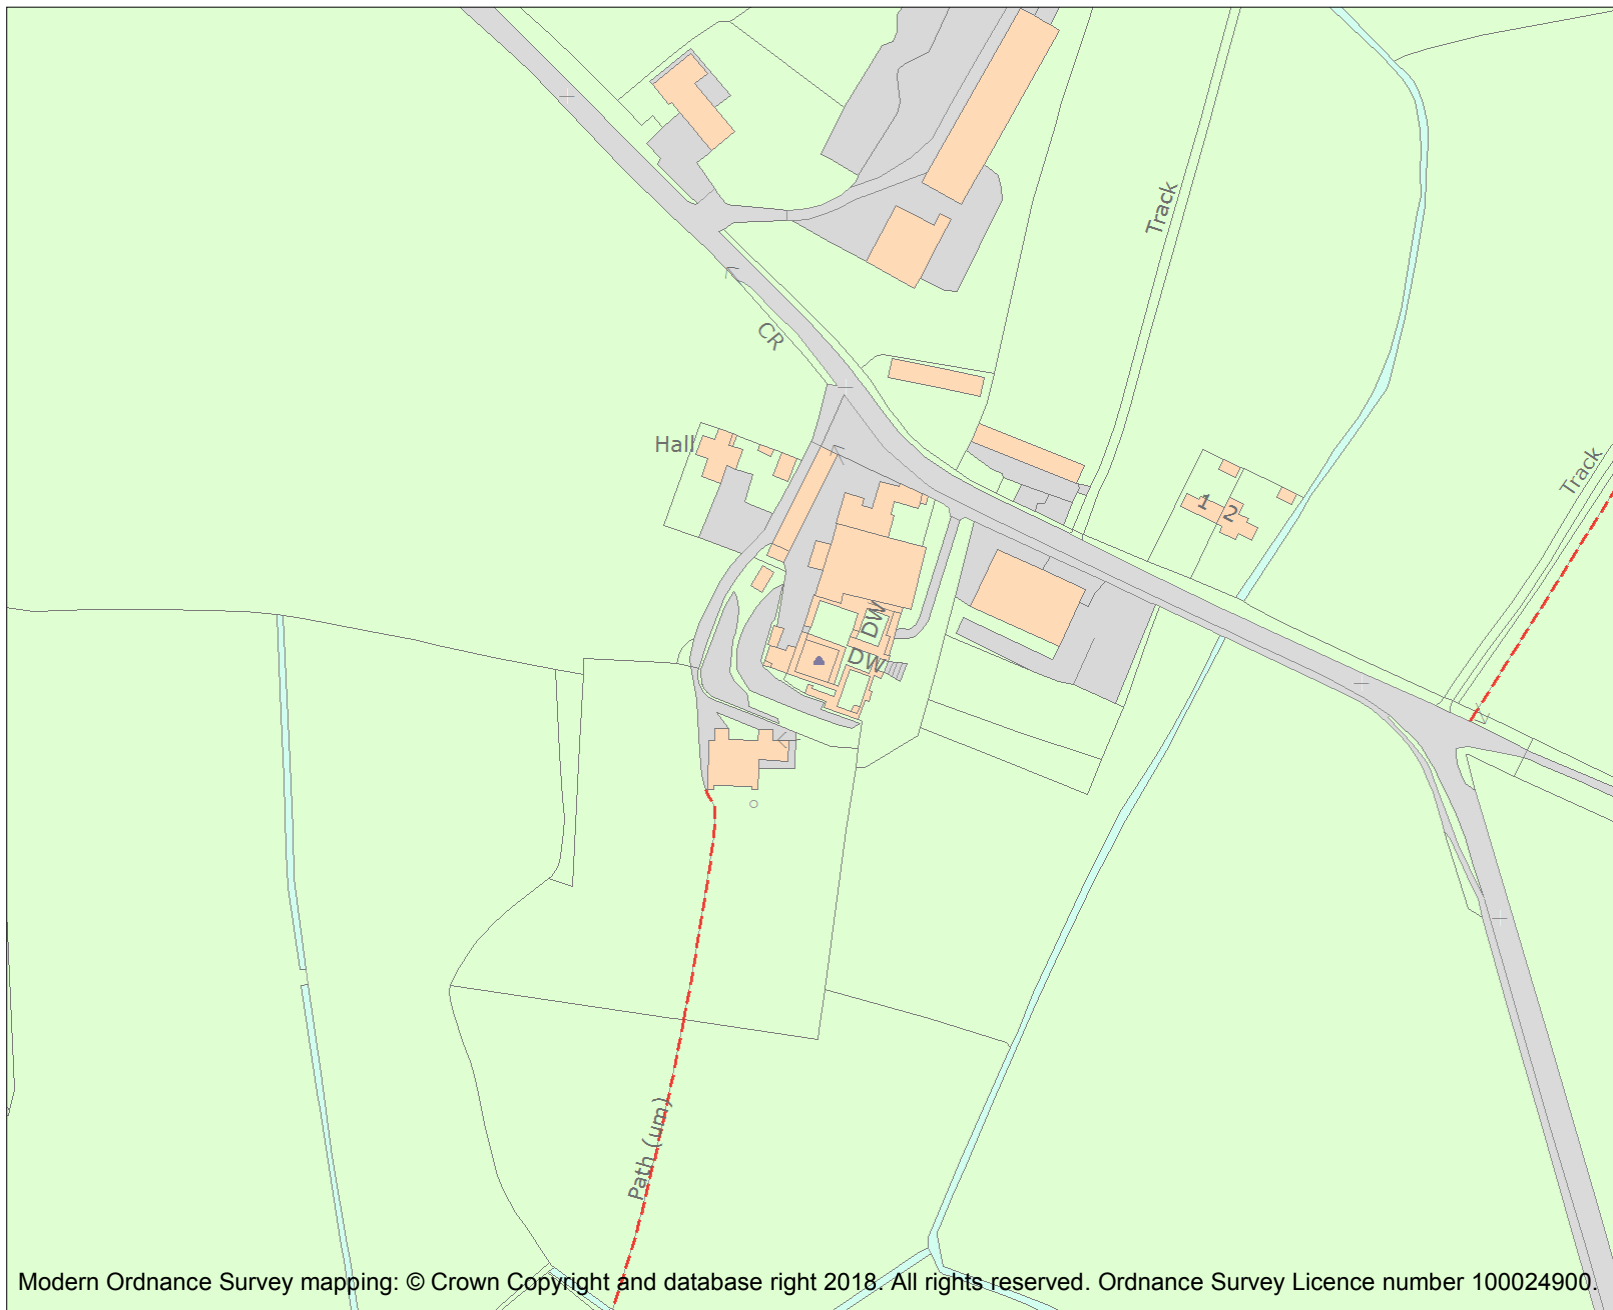 Track
CR
Hall
Track
1
2
DW
DW
Path (um)
Modern Ordnance Survey mapping: © Crown Copyright and database right 2018. All rights reserved. Ordnance Survey Licence number 100024900.